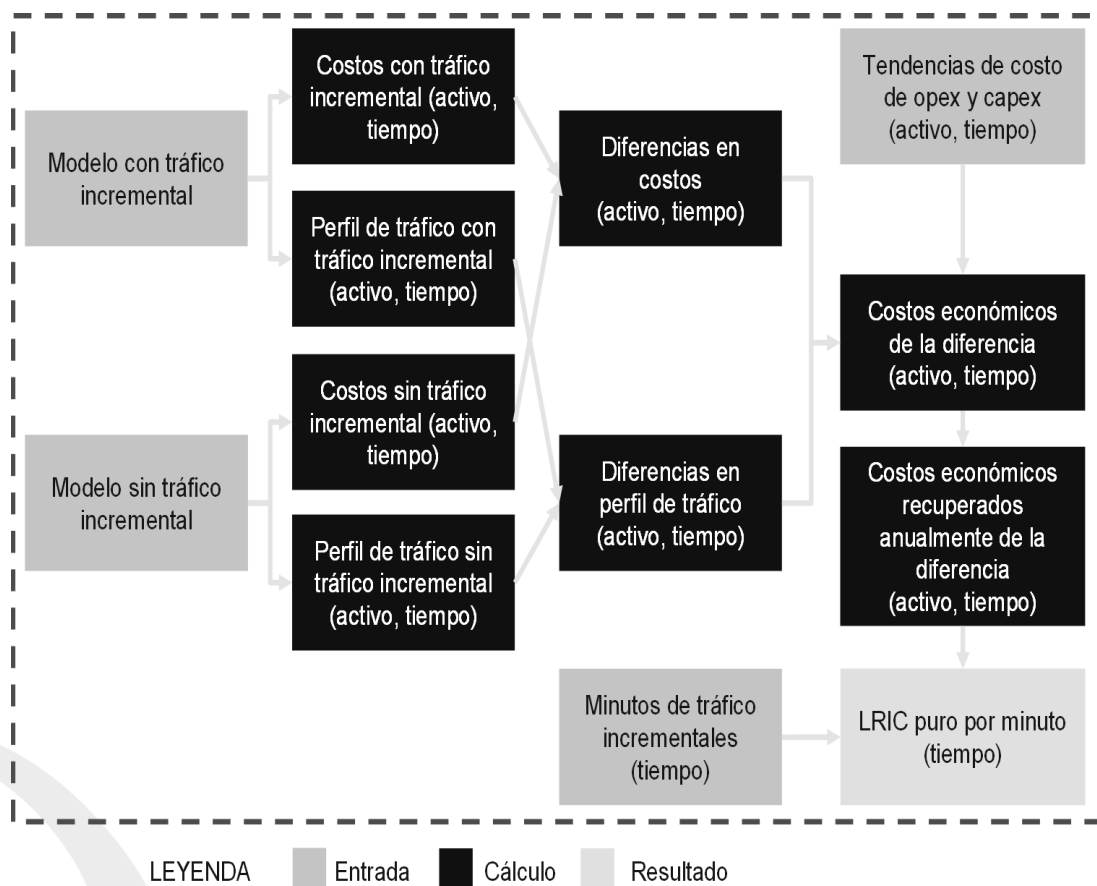 Modelo con tráfico
incremental
Modelo sin tráfico
incremental
Costos con tráfico
incremental (activo,
tiempo)
Perfil de tráfico con
tráfico incremental
(activo, tiempo)
Costos sin tráfico
incremental (activo,
tiempo)
Perfil de tráfico sin
tráfico incremental
(activo, tiempo)
Diferencias en
costos
(activo, tiempo)
Diferencias en
perfil de tráfico
(activo, tiempo)
Minutos de tráfico
incrementales
(tiempo)
Tendencias de costo
de opex y capex
(activo, tiempo)
Costos económicos
de la diferencia
(activo, tiempo)
Costos económicos
recuperados
anualmente de la
diferencia
(activo, tiempo)
LRIC puro por minuto
(tiempo)
LEYENDA
Entrada
Cálculo
Resultado